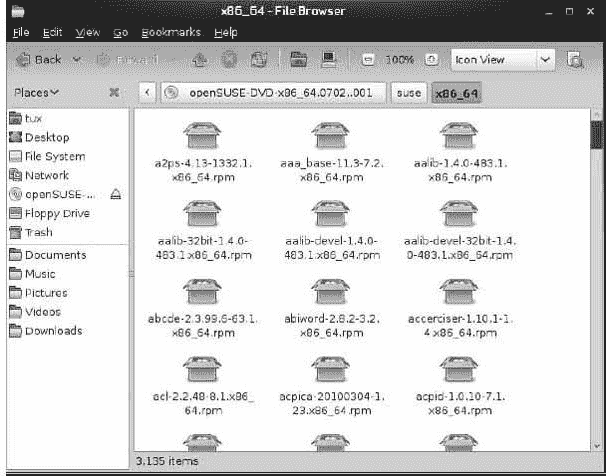 x86_64 - File Browser
File Edit View Go Bookmarks Help
Back Forward 100% Icon View
Places openSUSE-DVD-x86_64.0702..001 suse x86_64
tux
Desktop
File System
Network
openSUSE-...
Floppy Drive
Trash
Documents
Music
Pictures
Videos
Downloads
a2ps-4.13-1332.1. aaa_base-11.3-7.2. aalib-1.4.0-483.1.
x86_64.rpm x86_64.rpm x86_64.rpm
aalib-32bit-1.4.0- aalib-devel-1.4.0- aalib-devel-32bit-1.4.
483.1.x86_64.rpm 483.1.x86_64.rpm 0-483.1.x86_64.rpm
abcde-2.3.99.6-63.1. abiword-2.8.2-3.2. accerciser-1.10.1-1.
x86_64.rpm x86_64.rpm 4.x86_64.rpm
acl-2.2.48-8.1.x86_ acpica-20100304-1. acpid-1.0.10-7.1.
64.rpm 23.x86_64.rpm x86_64.rpm
3,135 items